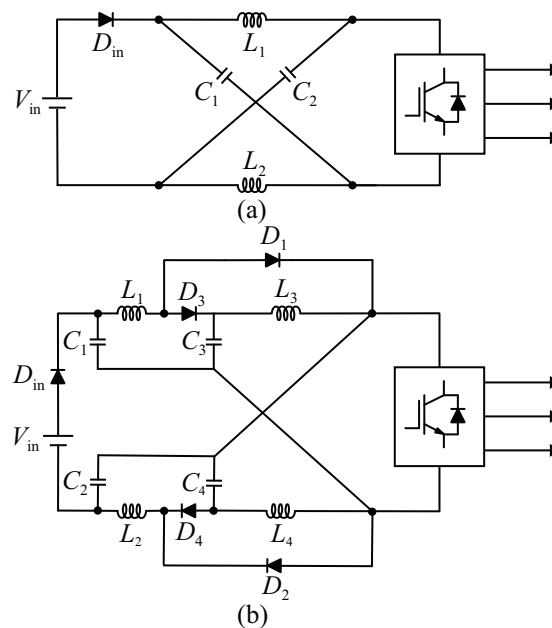 D_in
L_1
V_in
C_1
C_2
L_2
(a)
D_1
L_1
D_3
L_3
C_1
C_3
D_in
V_in
C_2
C_4
L_2
D_4
L_4
D_2
(b)